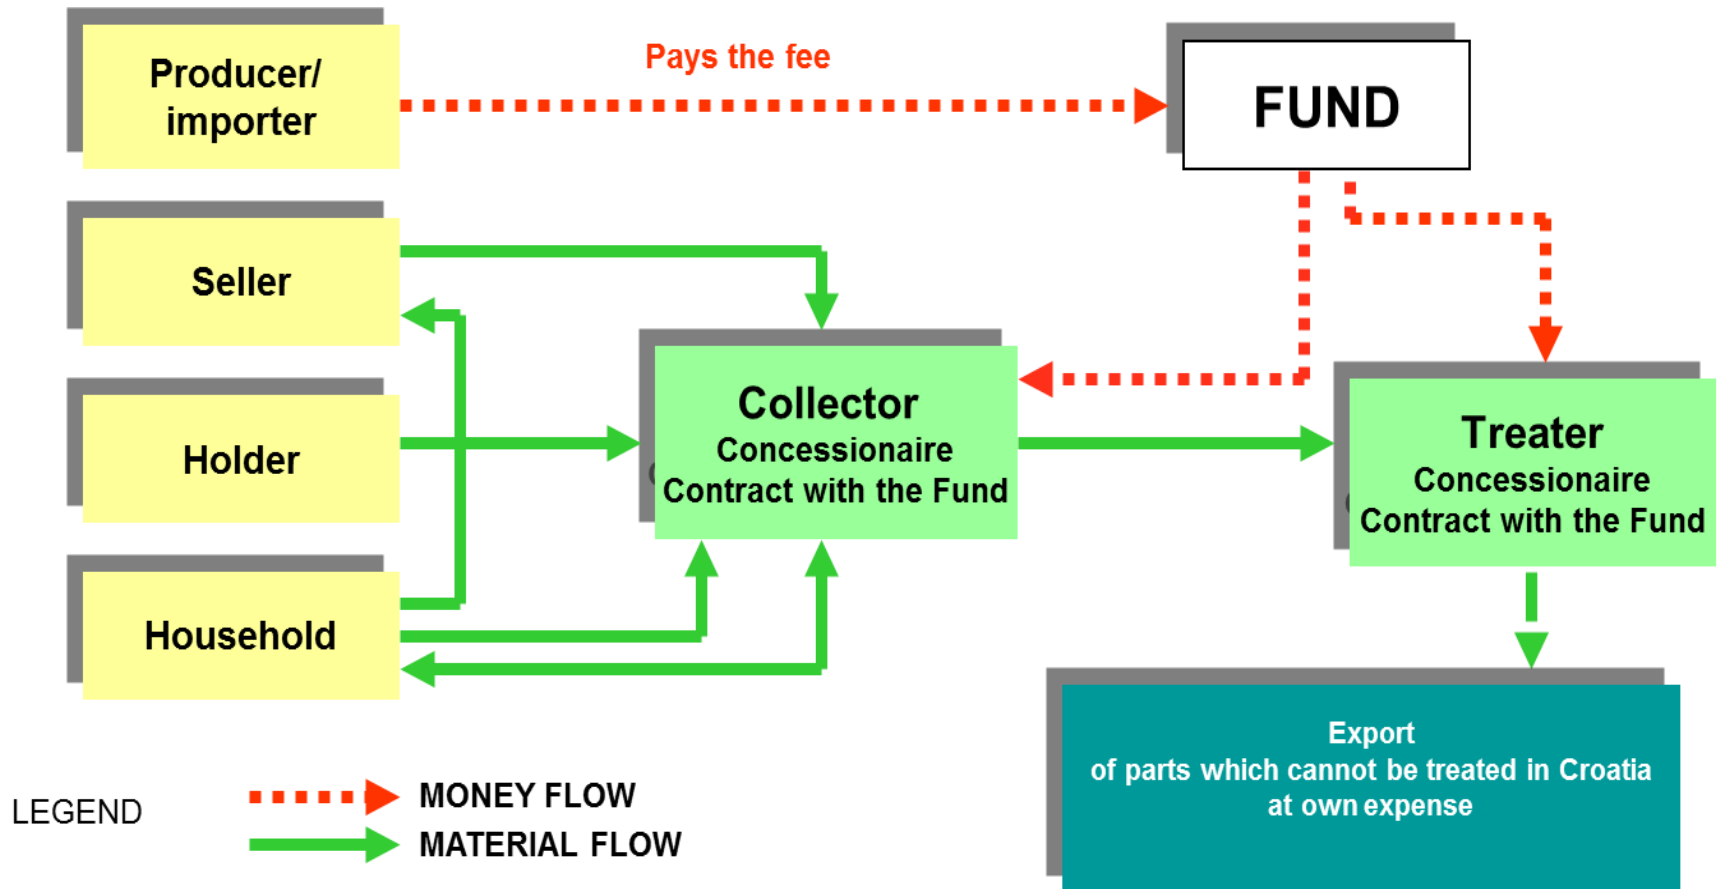 Producer/
importer
Pays the fee
FUND
Seller
Holder
Household
Collector
Concessionaire
Contract with the Fund
Treater
Concessionaire
Contract with the Fund
Export
of parts which cannot be treated in Croatia
at own expense
LEGEND
MONEY FLOW
MATERIAL FLOW